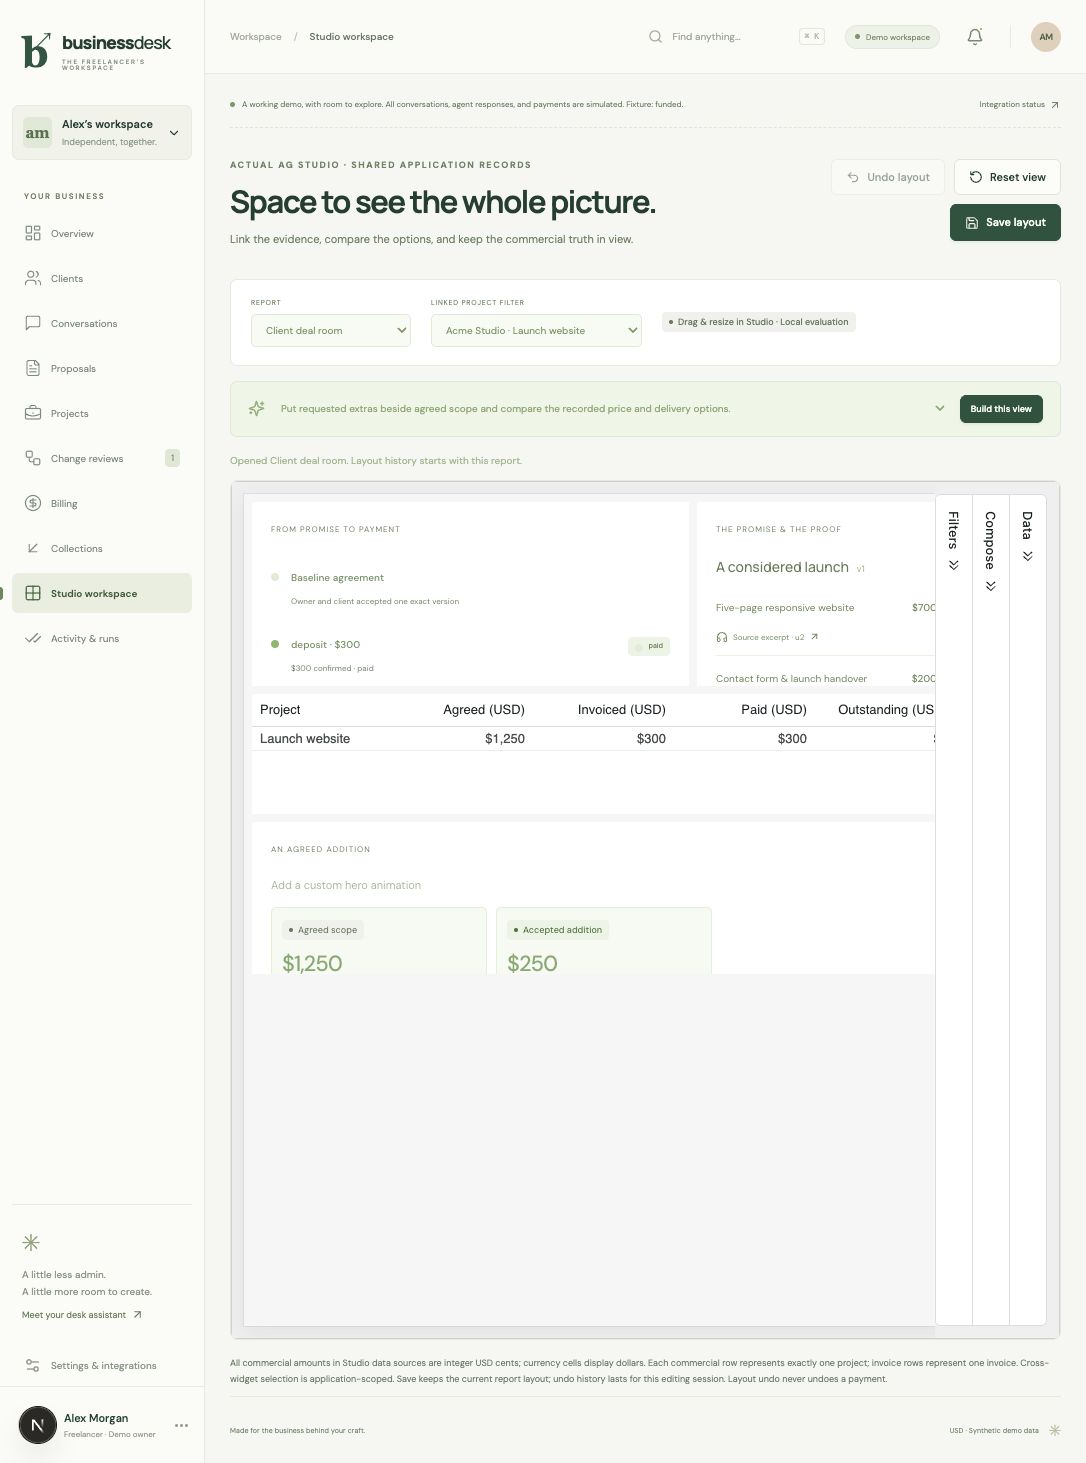 businessdesk
THE FREELANCER'S
WORKSPACE
am
Alex's workspace
Independent, together.
YOUR BUSINESS
Overview
Clients
Conversations
Proposals
Projects
Change reviews 1
Billing
Collections
Studio workspace
Activity & runs
A little less admin.
A little more room to create.
Meet your desk assistant
Settings & integrations
N
Alex Morgan
Freelancer · Demo owner
Workspace / Studio workspace
Find anything...
⌘ K
Demo workspace
AM
A working demo, with room to explore. All conversations, agent responses, and payments are simulated. Fixture: funded.
Integration status
ACTUAL AG STUDIO · SHARED APPLICATION RECORDS
Space to see the whole picture.
Link the evidence, compare the options, and keep the commercial truth in view.
Undo layout
Reset view
Save layout
REPORT
Client deal room
LINKED PROJECT FILTER
Acme Studio · Launch website
Drag & resize in Studio · Local evaluation
Put requested extras beside agreed scope and compare the recorded price and delivery options.
Build this view
Opened Client deal room. Layout history starts with this report.
FROM PROMISE TO PAYMENT
Baseline agreement
Owner and client accepted one exact version
deposit · $300
paid
$300 confirmed · paid
THE PROMISE & THE PROOF
A considered launch v1
Five-page responsive website $700
Source excerpt · u2
Contact form & launch handover $200
Project Agreed (USD) Invoiced (USD) Paid (USD) Outstanding (US
Launch website $1,250 $300 $300
AN AGREED ADDITION
Add a custom hero animation
Agreed scope
$1,250
Accepted addition
$250
Filters
Compose
Data
All commercial amounts in Studio data sources are integer USD cents; currency cells display dollars. Each commercial row represents exactly one project; invoice rows represent one invoice. Cross-
widget selection is application-scoped. Save keeps the current report layout; undo history lasts for this editing session. Layout undo never undoes a payment.
Made for the business behind your craft.
USD · Synthetic demo data